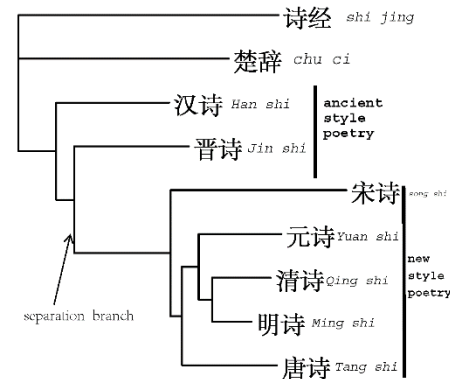 诗经 shi jing
楚辞 chu ci
汉诗 Han shi
晋诗 Jin shi
ancient
style
poetry
宋诗 song shi
元诗 Yuan shi
清诗 Qing shi
明诗 Ming shi
唐诗 Tang shi
new
style
poetry
separation branch